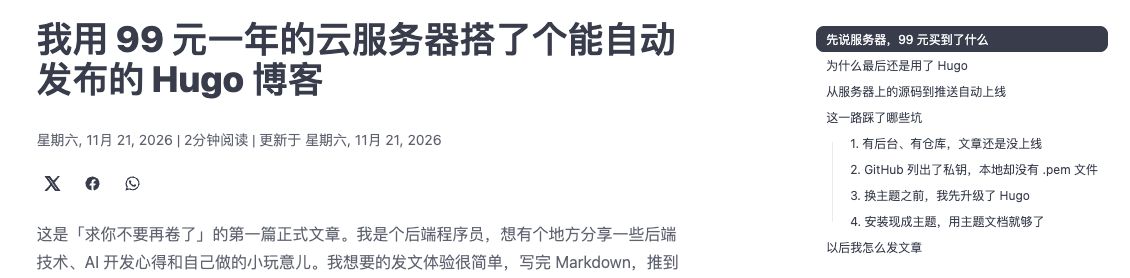 我用 99 元一年的云服务器搭了个能自动
发布的 Hugo 博客
星期六, 11月 21, 2026 | 2分钟阅读 | 更新于 星期六, 11月 21, 2026
这是「求你不要再卷了」的第一篇正式文章。我是个后端程序员，想有个地方分享一些后端
技术、AI 开发心得和自己做的小玩意儿。我想要的发文体验很简单，写完 Markdown，推到
先说服务器，99 元买到了什么
为什么最后还是用了 Hugo
从服务器上的源码到推送自动上线
这一路踩了哪些坑
1. 有后台、有仓库，文章还是没上线
2. GitHub 列出了私钥，本地却没有 .pem 文件
3. 换主题之前，我先升级了 Hugo
4. 安装现成主题，用主题文档就够了
以后我怎么发文章